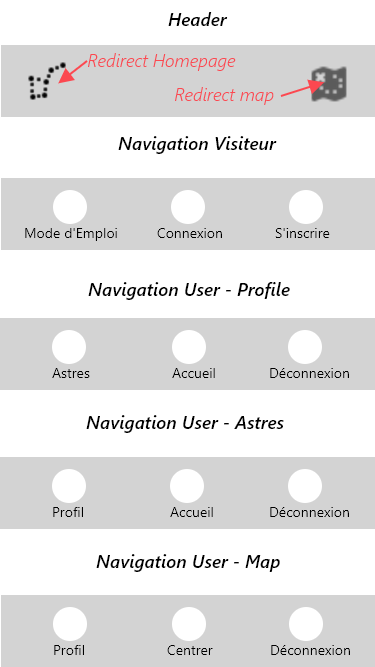 Header
Redirect Homepage
Redirect map
Navigation Visiteur
Mode d'Emploi Connexion S'inscrire
Navigation User - Profile
Astres Accueil Déconnexion
Navigation User - Astres
Profil Accueil Déconnexion
Navigation User - Map
Profil Centrer Déconnexion